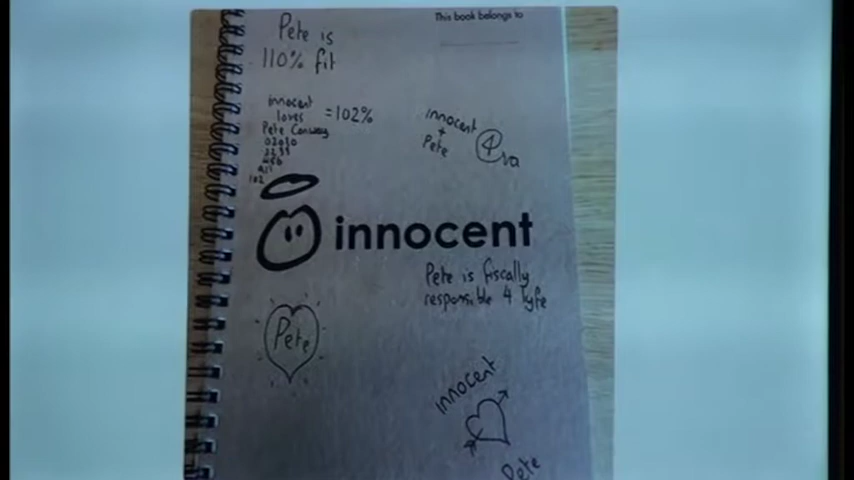 This book belongs to
Pete is
110% fit
innocent
loves
Pete Conway
=102%
innocent
+
Pete
4
va
innocent
Pete is fiscally
responsible 4 lyfe
Pete
innocent
Pete